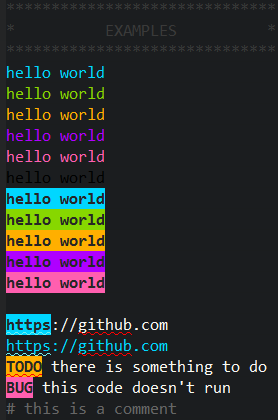 ******************************
*          EXAMPLES          *
******************************
hello world
hello world
hello world
hello world
hello world
hello world
hello world
hello world
hello world
hello world
hello world
https://github.com
https://github.com
TODO there is something to do
BUG this code doesn't run
# this is a comment